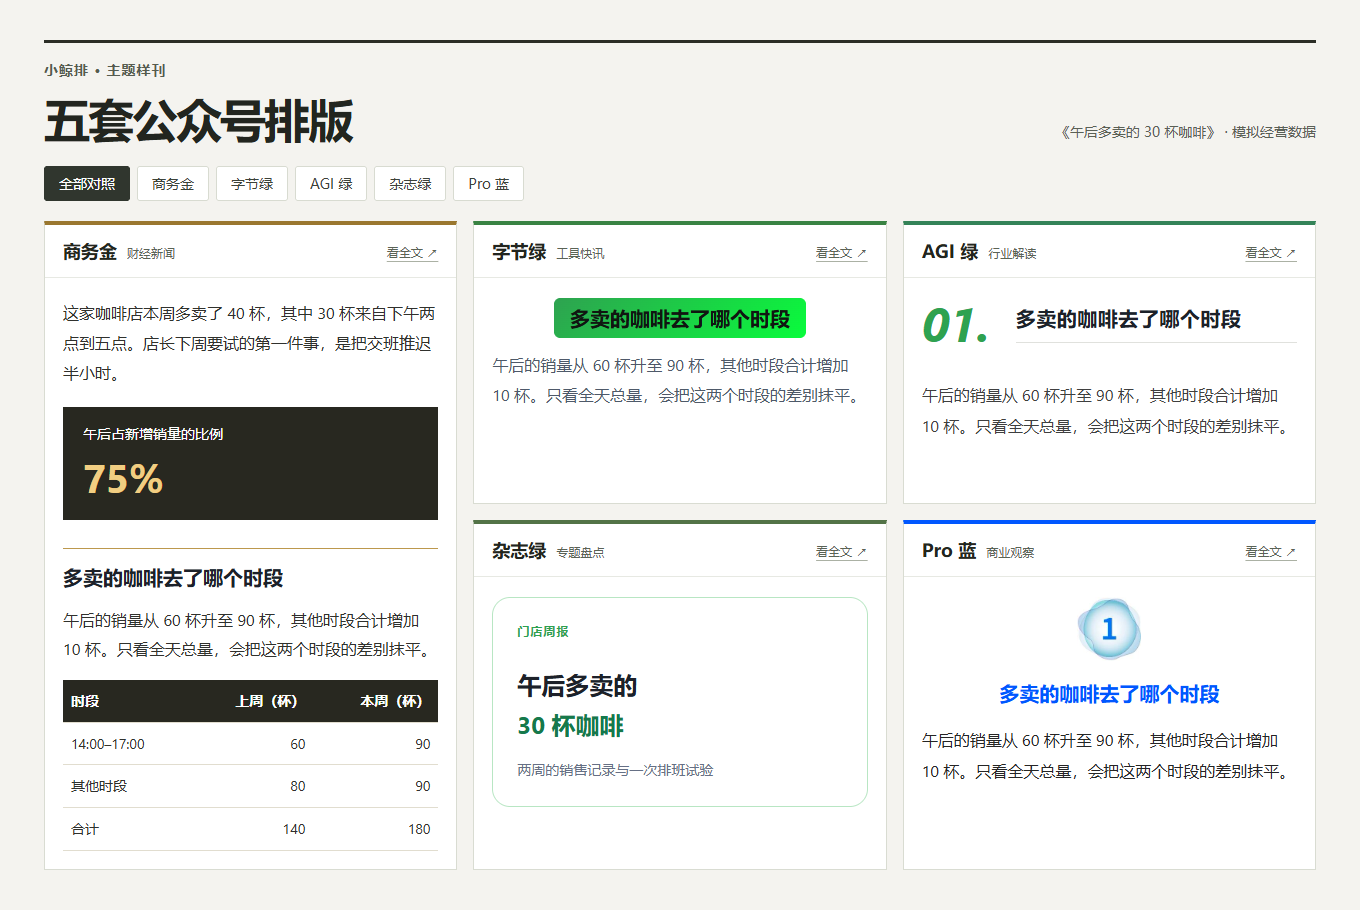 小鲸排 • 主题样刊
五套公众号排版
《午后多卖的 30 杯咖啡》 · 模拟经营数据
全部对照
商务金
字节绿
AGI 绿
杂志绿
Pro 蓝
商务金 财经新闻 看全文 ↗
这家咖啡店本周多卖了 40 杯，其中 30 杯来自下午两
点到五点。店长下周要试的第一件事，是把交班推迟
半小时。
午后占新增销量的比例
75%
多卖的咖啡去了哪个时段
午后的销量从 60 杯升至 90 杯，其他时段合计增加
10 杯。只看全天总量，会把这两个时段的差别抹平。
时段 上周（杯） 本周（杯）
14:00–17:00 60 90
其他时段 80 90
合计 140 180
字节绿 工具快讯 看全文 ↗
多卖的咖啡去了哪个时段
午后的销量从 60 杯升至 90 杯，其他时段合计增加
10 杯。只看全天总量，会把这两个时段的差别抹平。
AGI 绿 行业解读 看全文 ↗
01. 多卖的咖啡去了哪个时段
午后的销量从 60 杯升至 90 杯，其他时段合计增加
10 杯。只看全天总量，会把这两个时段的差别抹平。
杂志绿 专题盘点 看全文 ↗
门店周报
午后多卖的
30 杯咖啡
两周的销售记录与一次排班试验
Pro 蓝 商业观察 看全文 ↗
1
多卖的咖啡去了哪个时段
午后的销量从 60 杯升至 90 杯，其他时段合计增加
10 杯。只看全天总量，会把这两个时段的差别抹平。